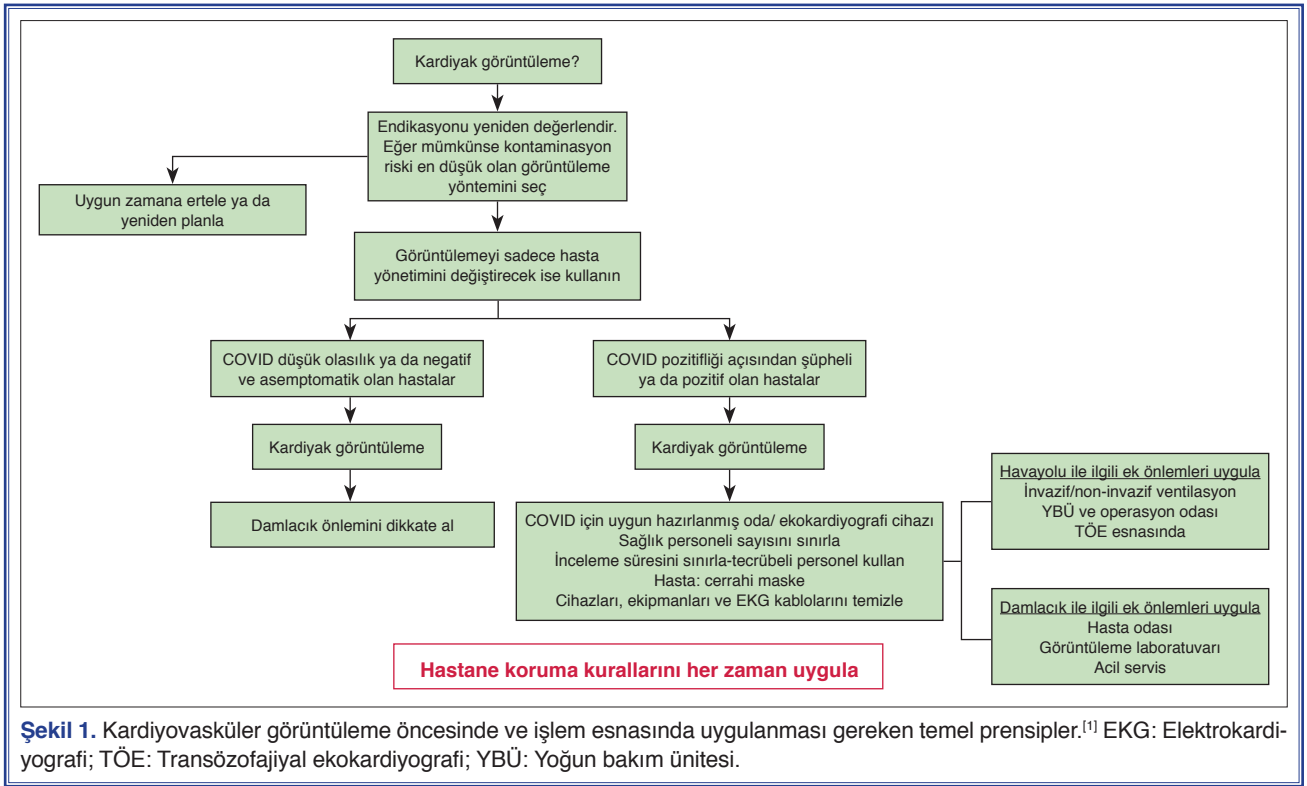 Kardiyak görüntüleme?
Endikasyonu yeniden değerlendir.
Eğer mümkünse kontaminasyon
riski en düşük olan görüntüleme
yöntemini seç
Uygun zamana ertele ya da
yeniden planla
Görüntülemeyi sadece hasta
yönetimini değiştirecek ise kullanın
COVID düşük olasılık ya da negatif
ve asemptomatik olan hastalar
COVID pozitifliği açısından şüpheli
ya da pozitif olan hastalar
Kardiyak görüntüleme
Kardiyak görüntüleme
Damlacık önlemini dikkate al
COVID için uygun hazırlanmış oda/ ekokardiyografi cihazı
Sağlık personeli sayısını sınırla
İnceleme süresini sınırla-tecrübeli personel kullan
Hasta: cerrahi maske
Cihazları, ekipmanları ve EKG kablolarını temizle
Havayolu ile ilgili ek önlemleri uygula
İnvazif/non-invazif ventilasyon
YBÜ ve operasyon odası
TÖE esnasında
Damlacık ile ilgili ek önlemleri uygula
Hasta odası
Görüntüleme laboratuvarı
Acil servis
Hastane koruma kurallarını her zaman uygula
Şekil 1. Kardiyovasküler görüntüleme öncesinde ve işlem esnasında uygulanması gereken temel prensipler.[1] EKG: Elektrokardi-
yografi; TÖE: Transözofajiyal ekokardiyografi; YBÜ: Yoğun bakım ünitesi.